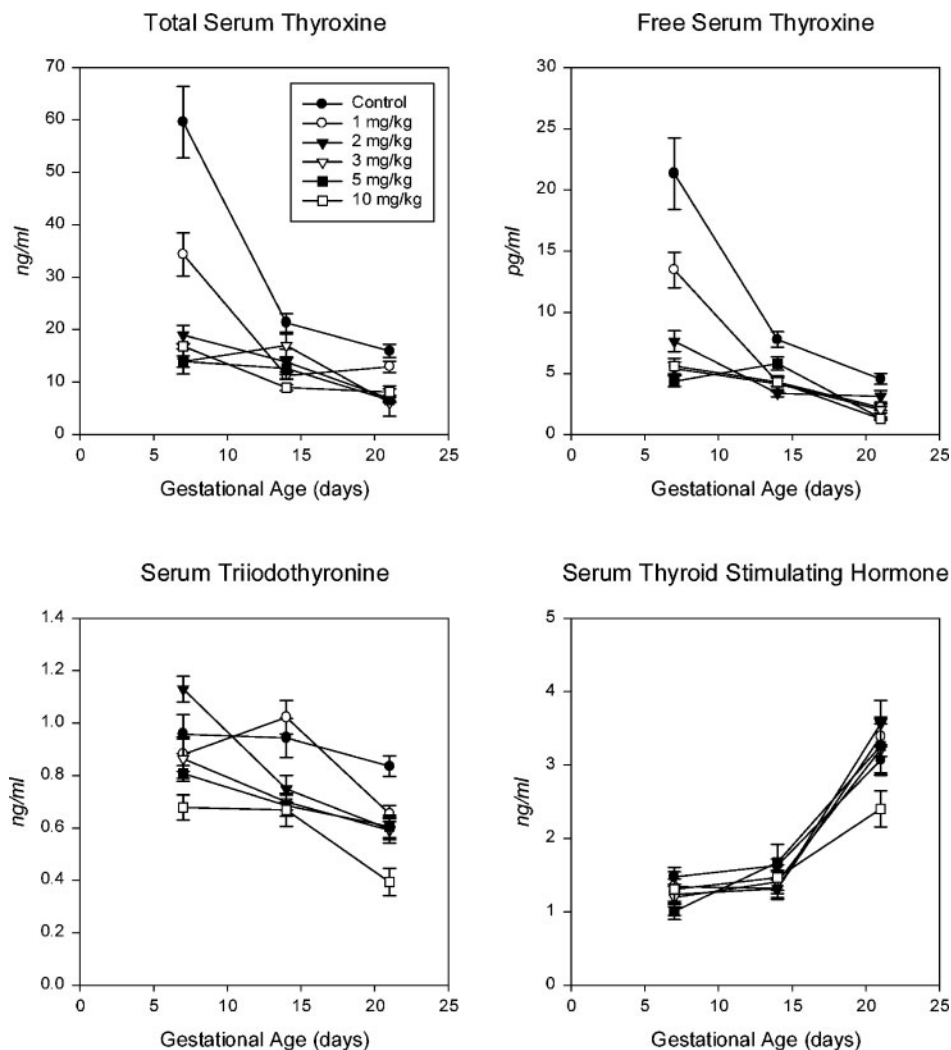 Total Serum Thyroxine
ng/ml
70
60
50
40
30
20
10
0
Control
1 mg/kg
2 mg/kg
3 mg/kg
5 mg/kg
10 mg/kg
0 5 10 15 20 25
Gestational Age (days)
Free Serum Thyroxine
pg/ml
30
25
20
15
10
5
0
0 5 10 15 20 25
Gestational Age (days)
Serum Triiodothyronine
ng/ml
1.4
1.2
1.0
0.8
0.6
0.4
0.2
0.0
0 5 10 15 20 25
Gestational Age (days)
Serum Thyroid Stimulating Hormone
ng/ml
5
4
3
2
1
0
0 5 10 15 20 25
Gestational Age (days)